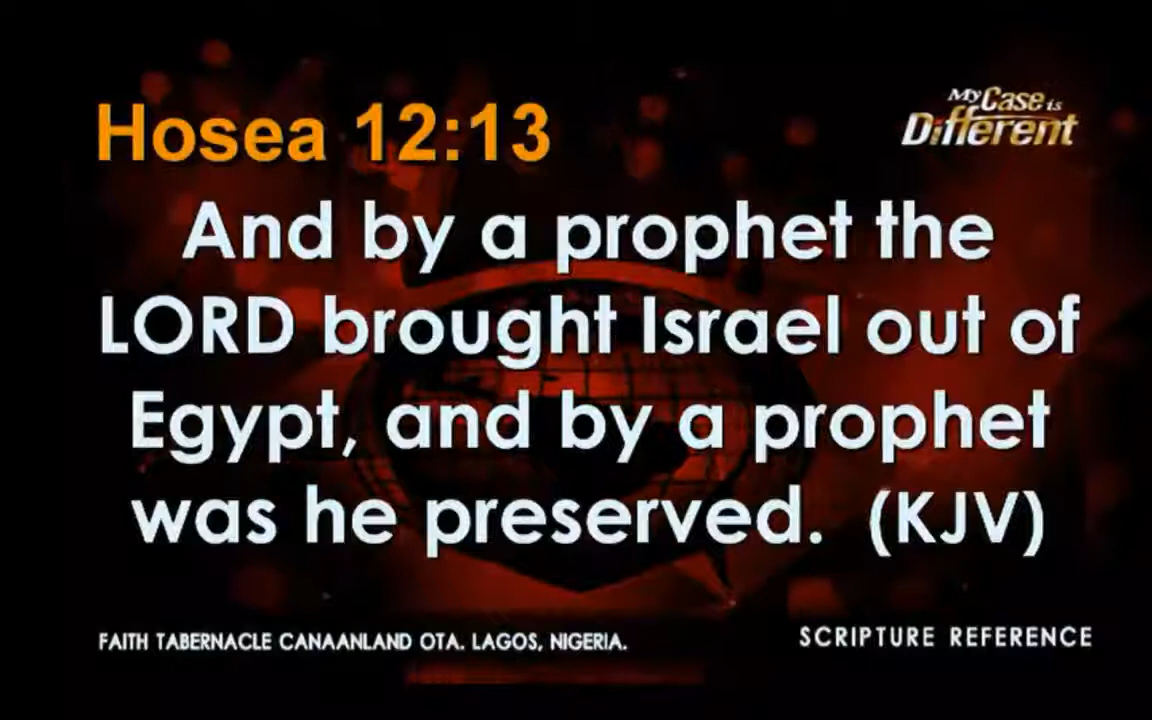 Hosea 12:13
My Case is
Different
And by a prophet the
LORD brought Israel out of
Egypt, and by a prophet
was he preserved. (KJV)
FAITH TABERNACLE CANAANLAND OTA. LAGOS, NIGERIA.
SCRIPTURE REFERENCE